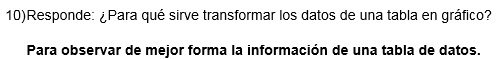 10)Responde: ¿Para qué sirve transformar los datos de una tabla en gráfico?
Para observar de mejor forma la información de una tabla de datos.